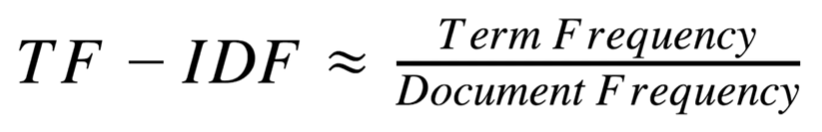 TF − IDF ≈ Term Frequency
Document Frequency